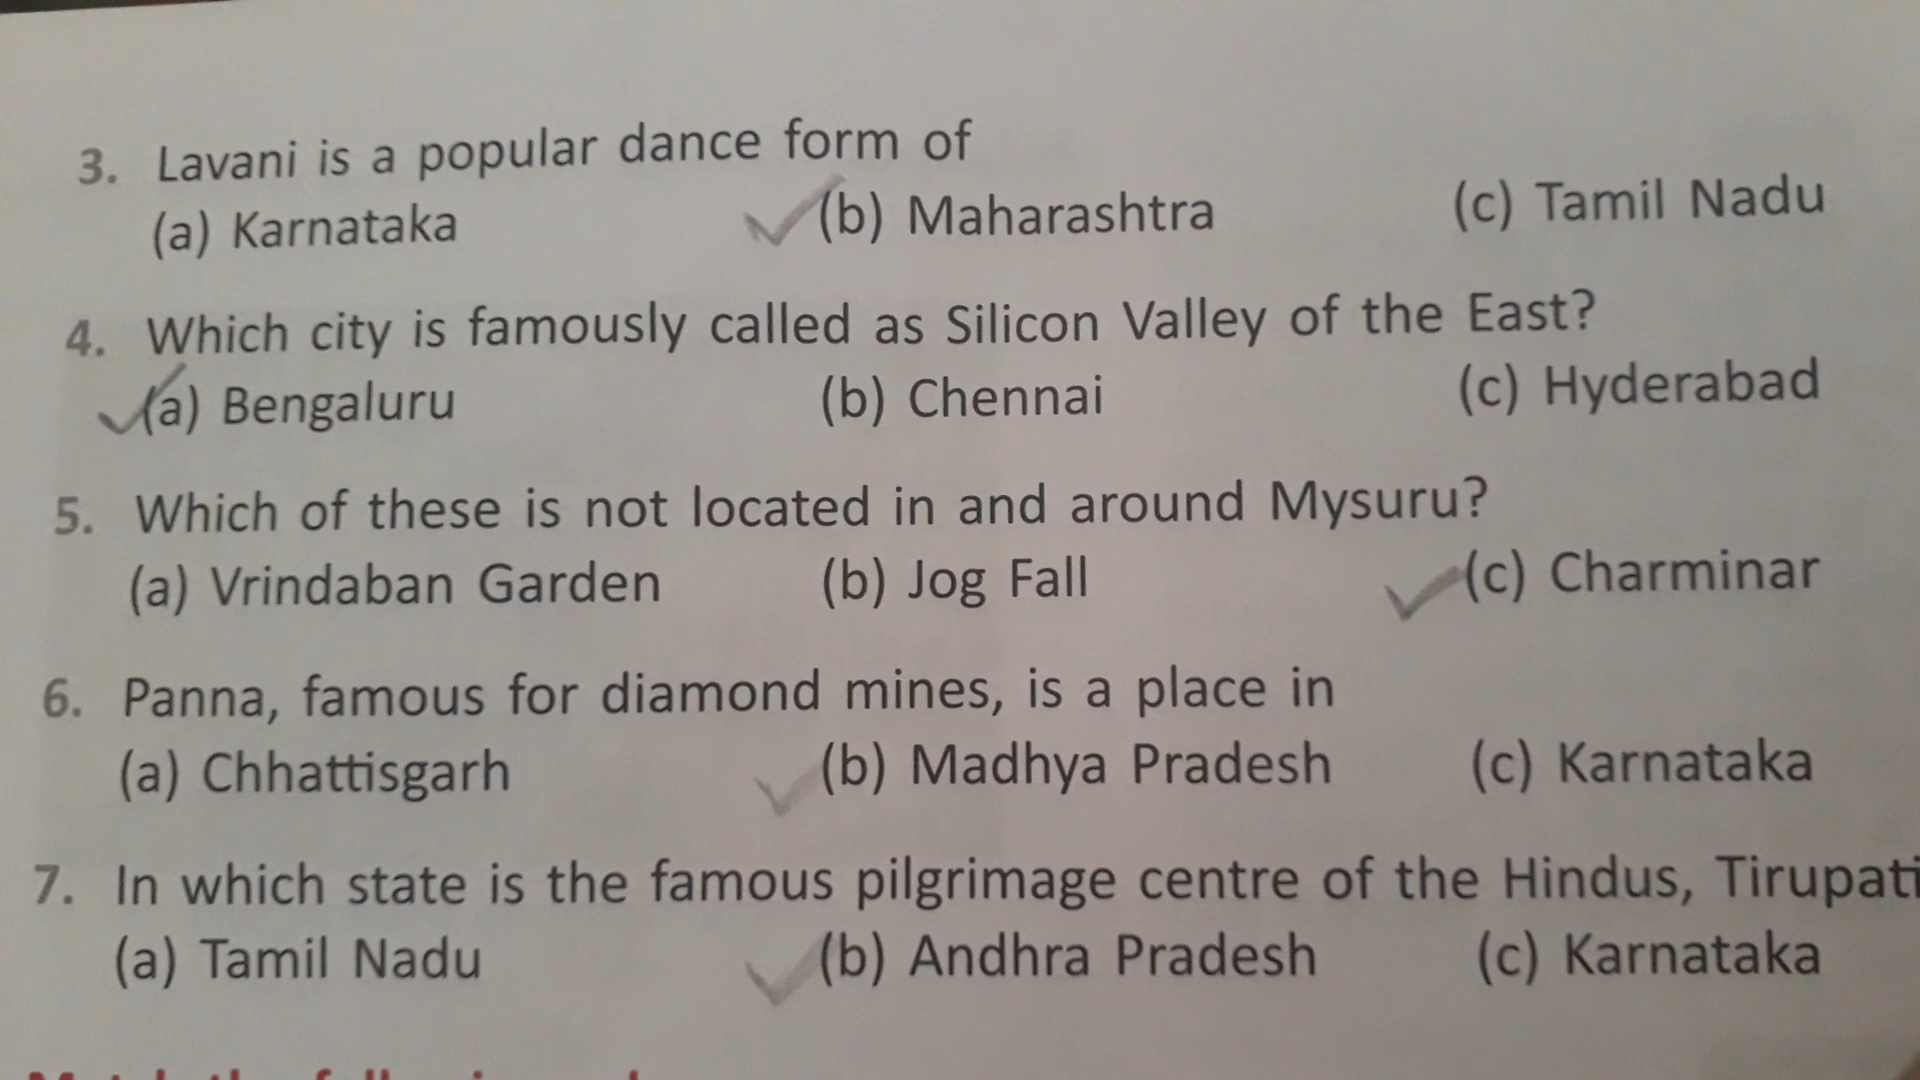 3. Lavani is a popular dance form of
(a) Karnataka (b) Maharashtra (c) Tamil Nadu
4. Which city is famously called as Silicon Valley of the East?
(a) Bengaluru (b) Chennai (c) Hyderabad
5. Which of these is not located in and around Mysuru?
(a) Vrindaban Garden (b) Jog Fall (c) Charminar
6. Panna, famous for diamond mines, is a place in
(a) Chhattisgarh (b) Madhya Pradesh (c) Karnataka
7. In which state is the famous pilgrimage centre of the Hindus, Tirupati
(a) Tamil Nadu (b) Andhra Pradesh (c) Karnataka